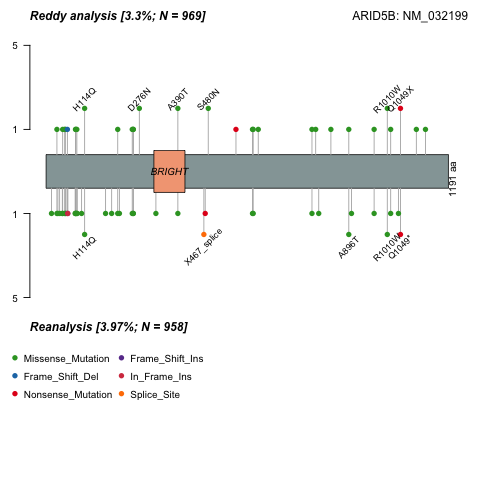 Reddy analysis [3.3%; N = 969]
ARID5B: NM_032199
5
H114Q
D276N
A390T
S480N
R1010W
Q1049X
1
BRIGHT
1191 aa
1
H114Q
X467_splice
A896T
R1010W
Q1049*
5
Reanalysis [3.97%; N = 958]
Missense_Mutation
Frame_Shift_Ins
Frame_Shift_Del
In_Frame_Ins
Nonsense_Mutation
Splice_Site